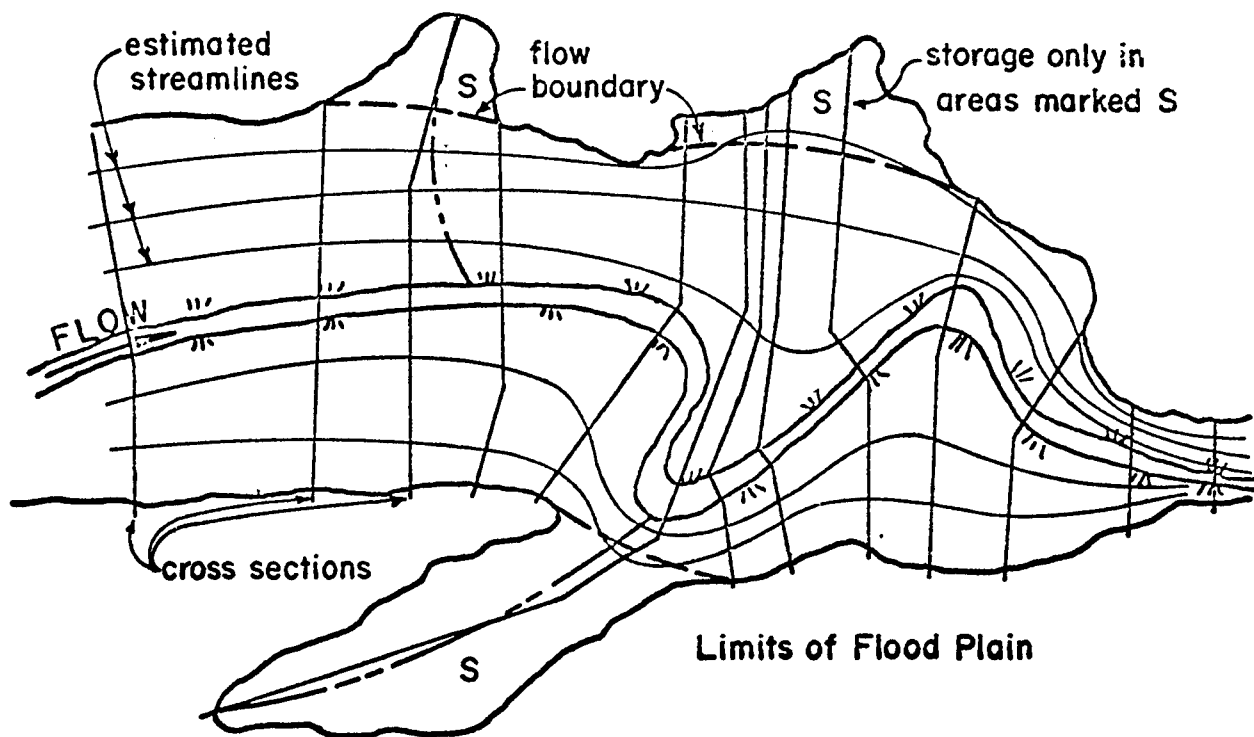 estimated
streamlines
flow
boundary
storage only in
areas marked S
S
S
FLOW
cross sections
S
Limits of Flood Plain